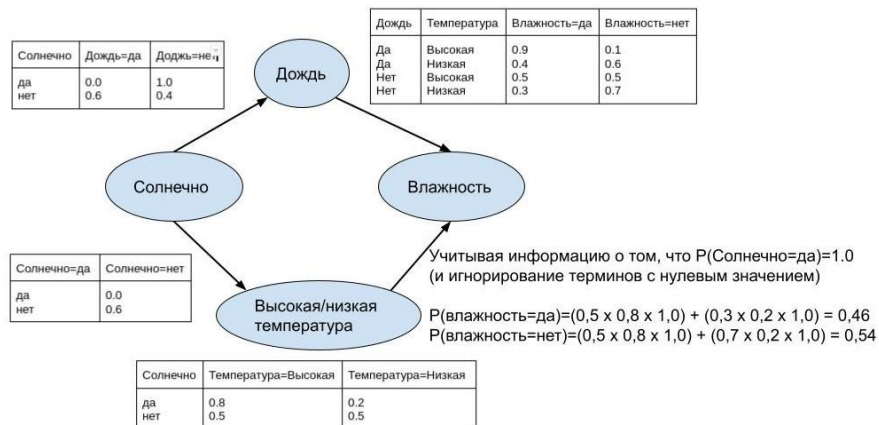 Солнечно Дождь=да Доджь=не
да 0.0 1.0
нет 0.6 0.4
Дождь
Дождь Температура Влажность=да Влажность=нет
Да Высокая 0.9 0.1
Да Низкая 0.4 0.6
Нет Высокая 0.5 0.5
Нет Низкая 0.3 0.7
Солнечно
Влажность
Солнечно=да Солнечно=нет
да 0.0
нет 0.6
Высокая/низкая
температура
Учитывая информацию о том, что P(Солнечно=да)=1.0
(и игнорирование терминов с нулевым значением)
P(влажность=да)=(0,5 x 0,8 x 1,0) + (0,3 x 0,2 x 1,0) = 0,46
P(влажность=нет)=(0,5 x 0,8 x 1,0) + (0,7 x 0,2 x 1,0) = 0,54
Солнечно Температура=Высокая Температура=Низкая
да 0.8 0.2
нет 0.5 0.5